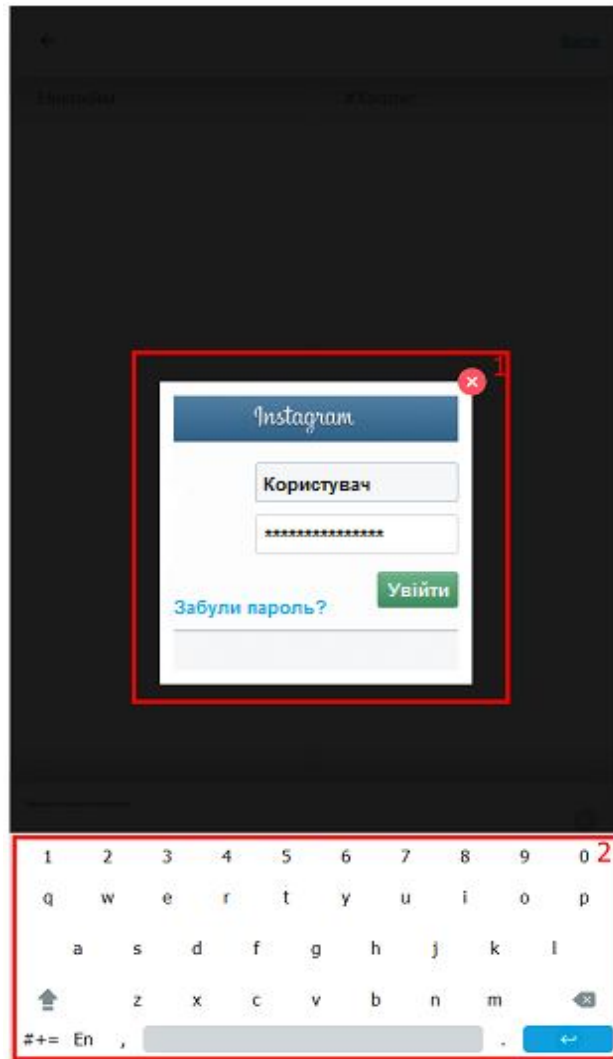 1
Instagram
Користувач
***************
Увійти
Забули пароль?
2
1 2 3 4 5 6 7 8 9 0
q w e r t y u i o p
a s d f g h j k l
z x c v b n m
#+= En , .